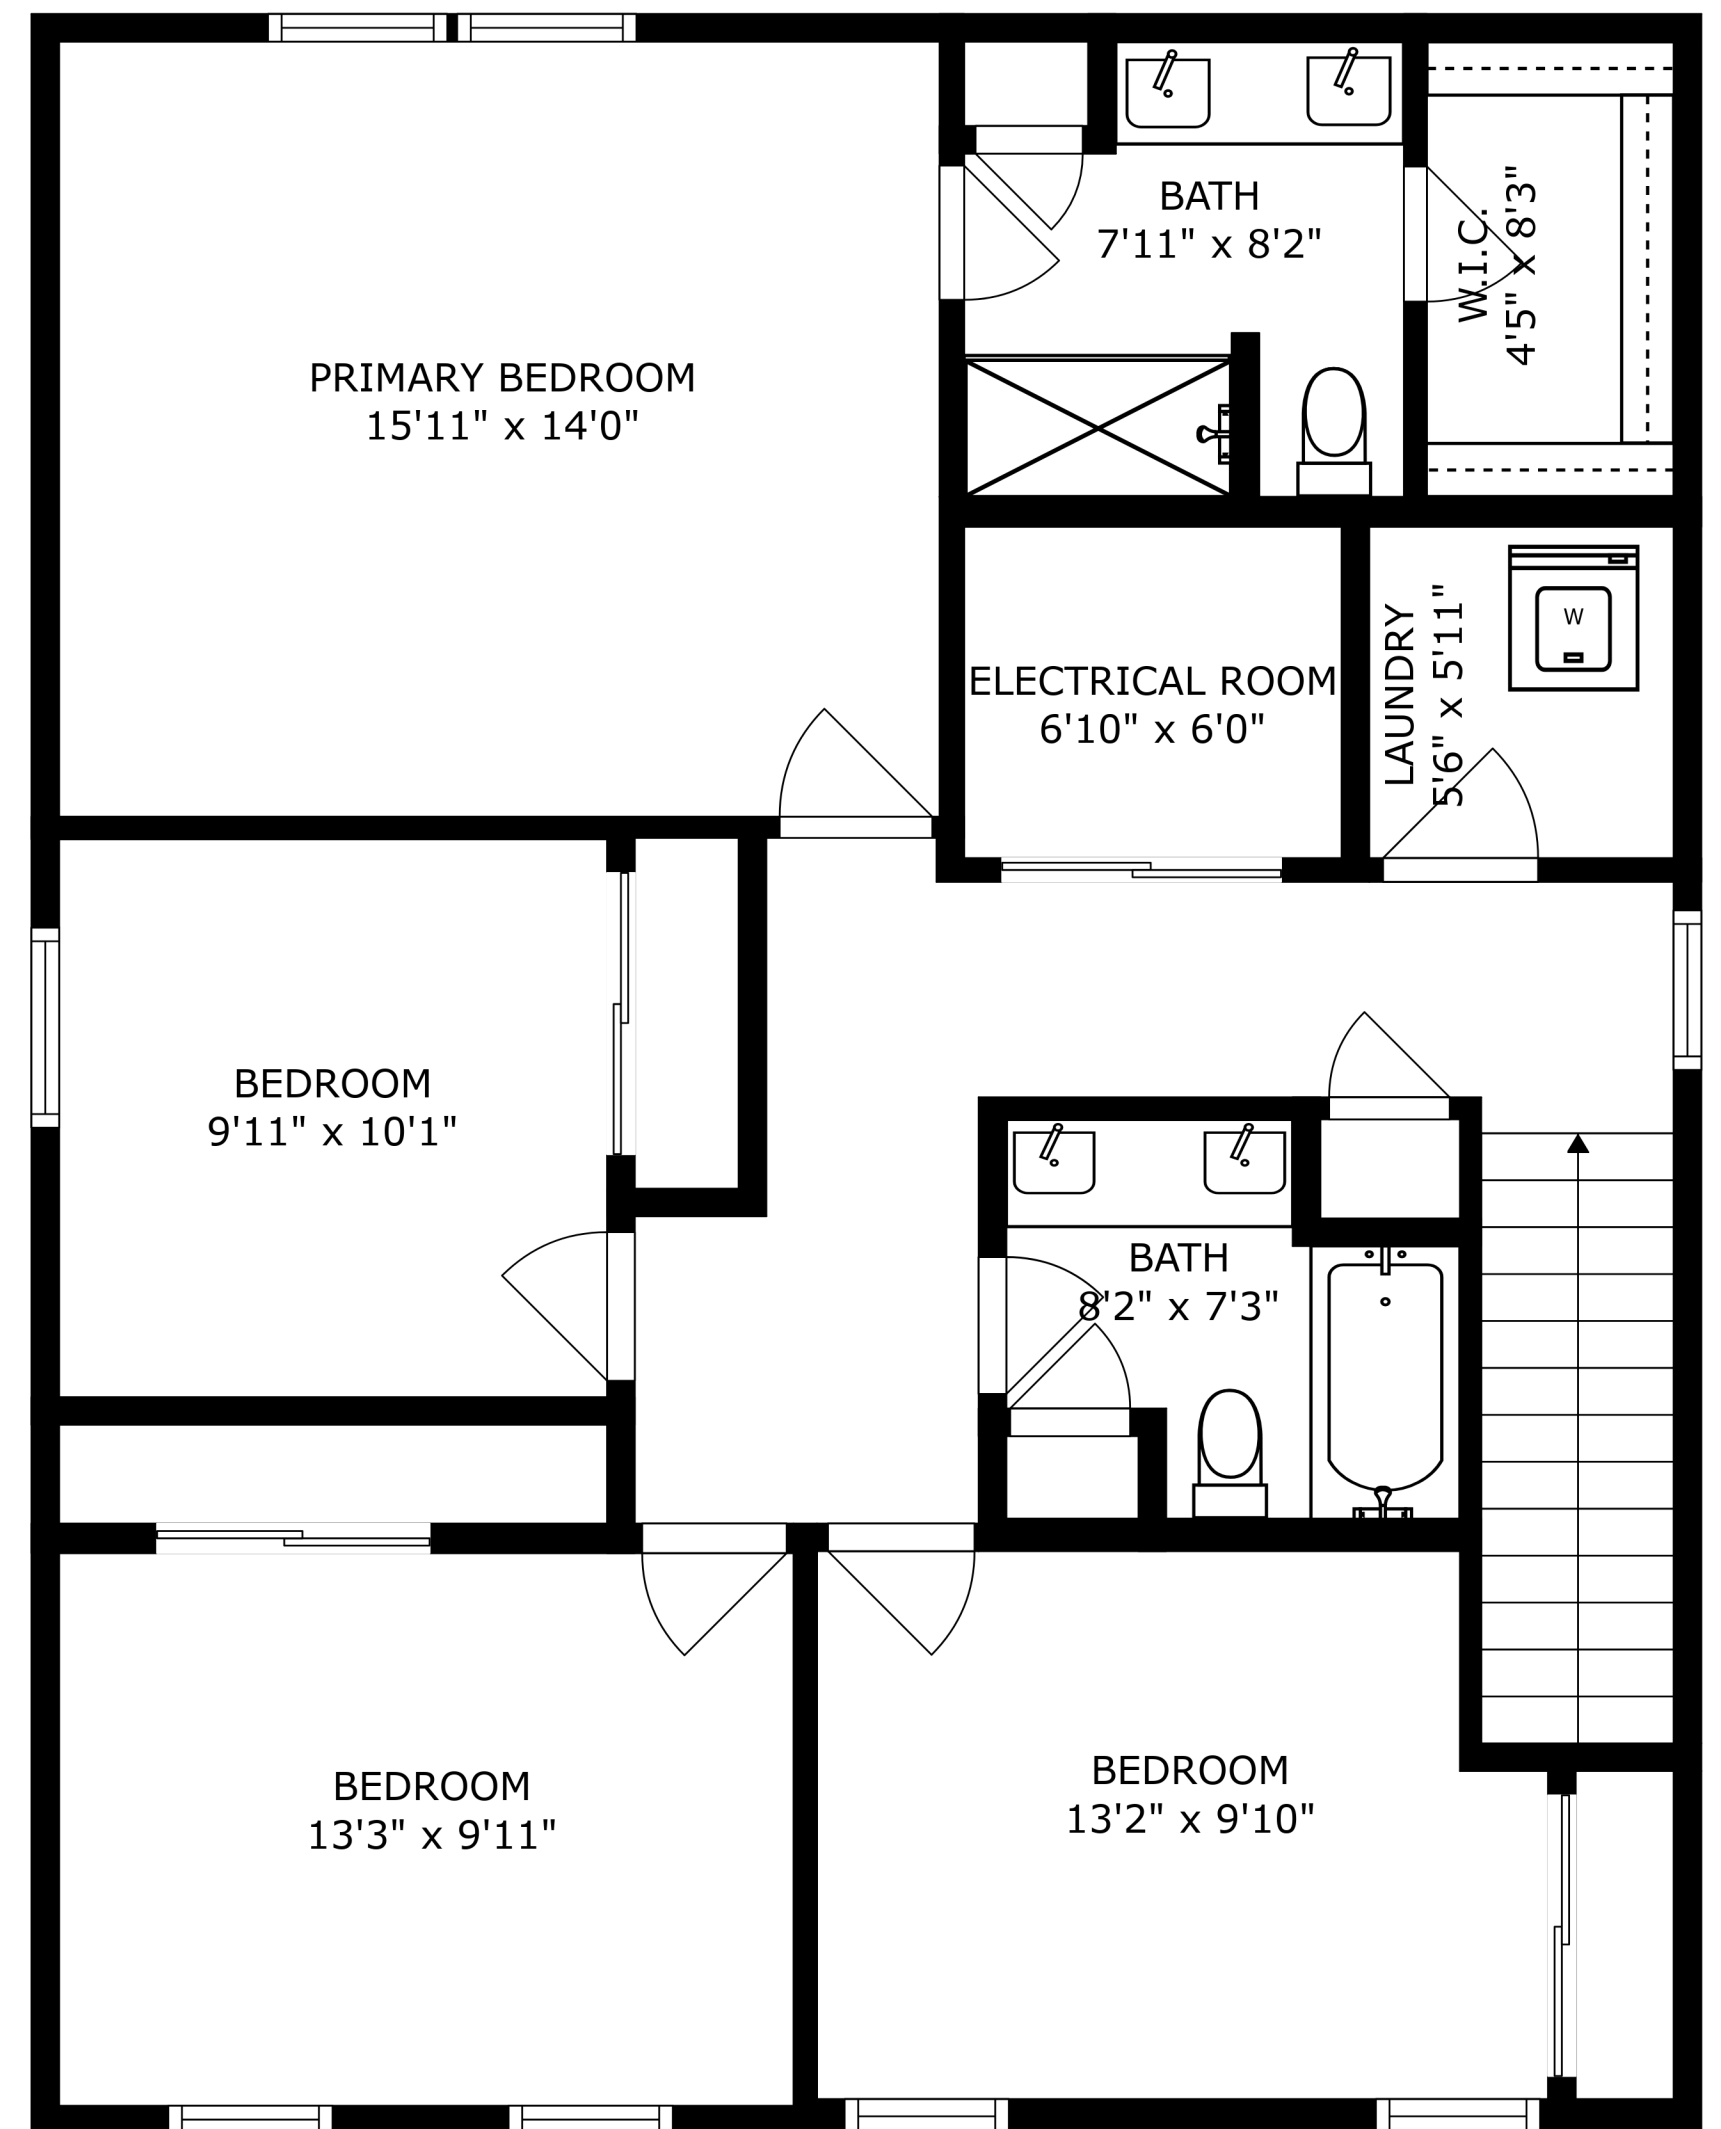 BATH
7'11" x 8'2"
W.I.C.
4'5" x 8'3"
PRIMARY BEDROOM
15'11" x 14'0"
W
ELECTRICAL ROOM
6'10" x 6'0"
LAUNDRY
5'6" x 5'11"
BEDROOM
9'11" x 10'1"
BATH
8'2" x 7'3"
BEDROOM
13'3" x 9'11"
BEDROOM
13'2" x 9'10"